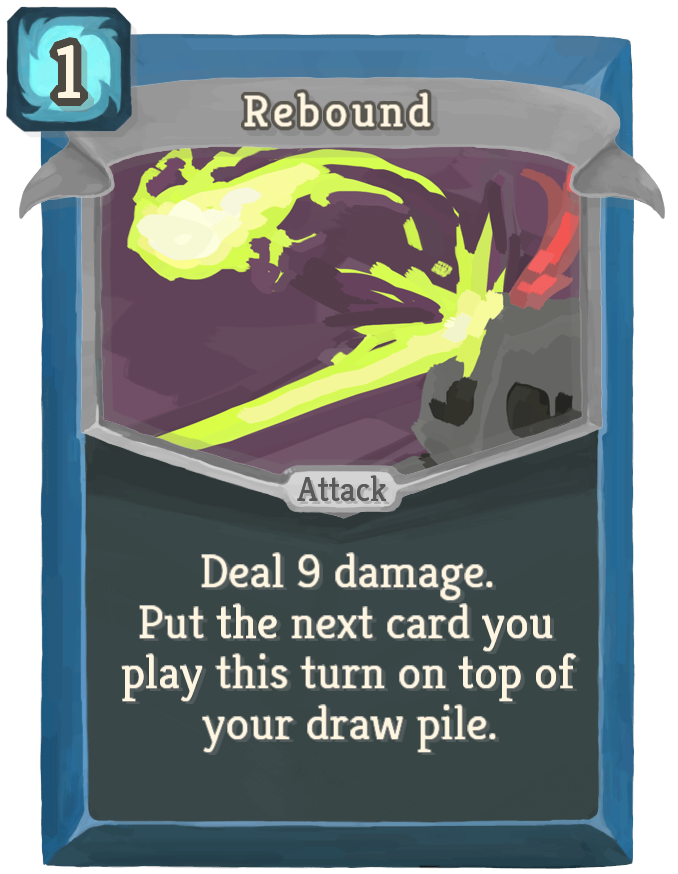 1
Rebound
Attack
Deal 9 damage.
Put the next card you
play this turn on top of
your draw pile.